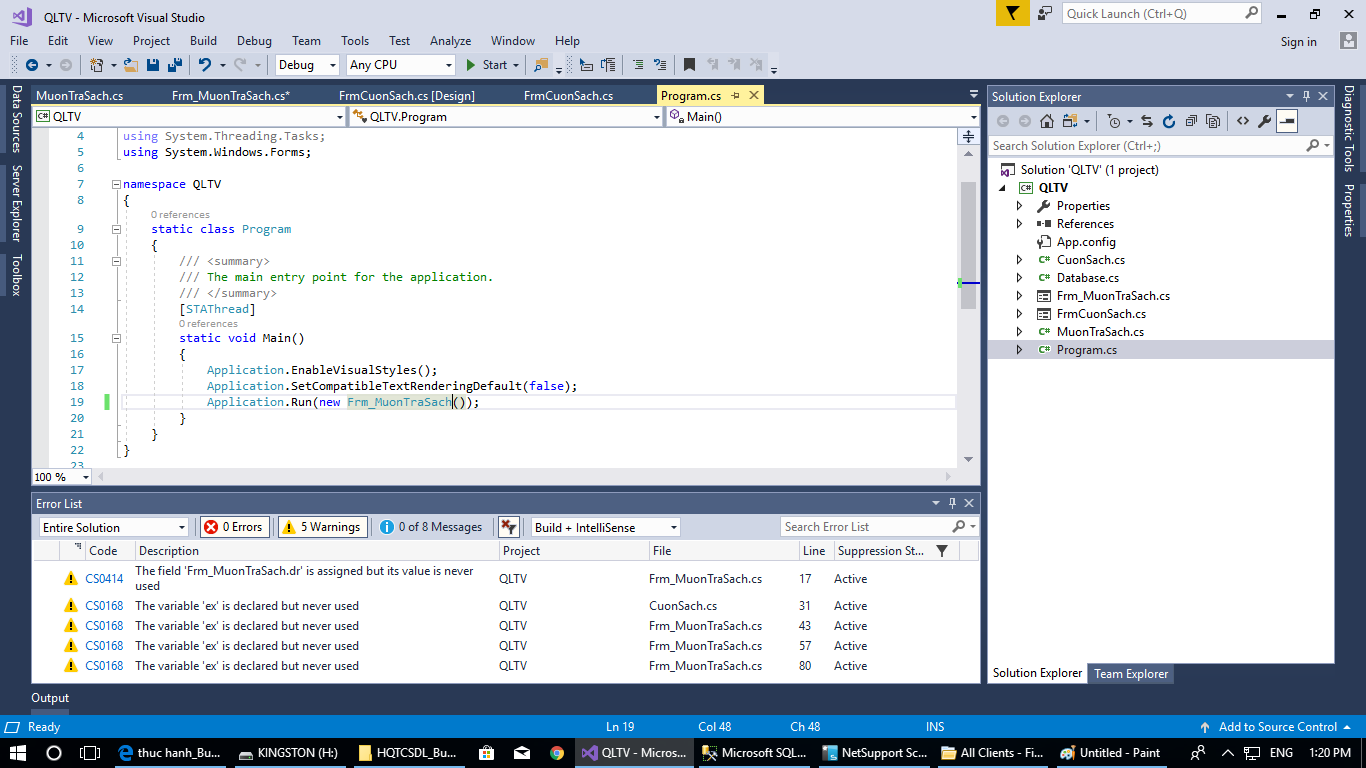 QLTV - Microsoft Visual Studio
Quick Launch (Ctrl+Q)
File Edit View Project Build Debug Team Tools Test Analyze Window Help
Sign in
Debug Any CPU Start
Data Sources
Server Explorer
Toolbox
MuonTraSach.cs Frm_MuonTraSach.cs* FrmCuonSach.cs [Design] FrmCuonSach.cs Program.cs
QLTV QLTV.Program Main()
4 using System.Threading.Tasks;
5 using System.Windows.Forms;
6
7 namespace QLTV
8 {
0 references
9 static class Program
10 {
11 /// <summary>
12 /// The main entry point for the application.
13 /// </summary>
14 [STAThread]
0 references
15 static void Main()
16 {
17 Application.EnableVisualStyles();
18 Application.SetCompatibleTextRenderingDefault(false);
19 Application.Run(new Frm_MuonTraSach());
20 }
21 }
22 }
23
100 %
Solution Explorer
Search Solution Explorer (Ctrl+;)
Solution 'QLTV' (1 project)
QLTV
Properties
References
App.config
CuonSach.cs
Database.cs
Frm_MuonTraSach.cs
FrmCuonSach.cs
MuonTraSach.cs
Program.cs
Solution Explorer Team Explorer
Diagnostic Tools
Properties
Error List
Entire Solution 0 Errors 5 Warnings 0 of 8 Messages Build + IntelliSense Search Error List
Code Description Project File Line Suppression St...
CS0414 The field 'Frm_MuonTraSach.dr' is assigned but its value is never used QLTV Frm_MuonTraSach.cs 17 Active
CS0168 The variable 'ex' is declared but never used QLTV CuonSach.cs 31 Active
CS0168 The variable 'ex' is declared but never used QLTV Frm_MuonTraSach.cs 43 Active
CS0168 The variable 'ex' is declared but never used QLTV Frm_MuonTraSach.cs 57 Active
CS0168 The variable 'ex' is declared but never used QLTV Frm_MuonTraSach.cs 80 Active
Output
Ready Ln 19 Col 48 Ch 48 INS Add to Source Control
thuc hanh_Bu... KINGSTON (H:) HQTCSDL_Bu... QLTV - Micros... Microsoft SQL... NetSupport Sc... All Clients - Fi... Untitled - Paint ENG 1:20 PM